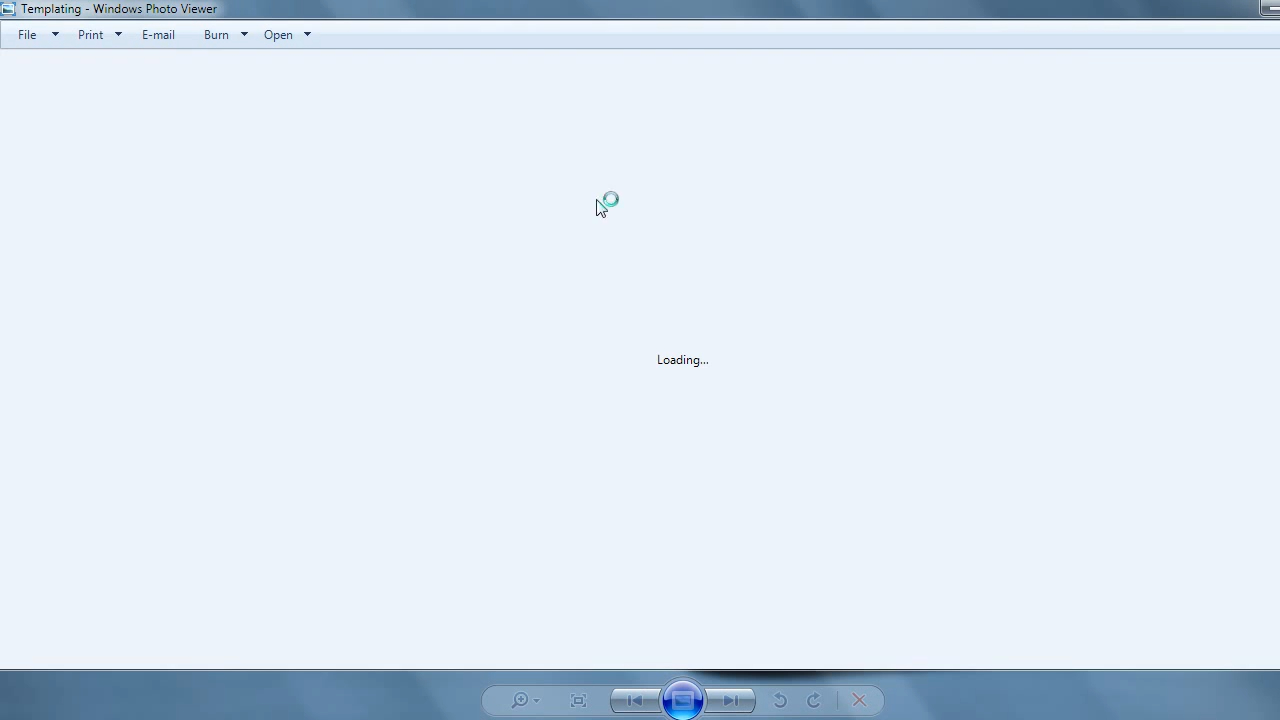 Templating - Windows Photo Viewer
File Print E-mail Burn Open
Loading...